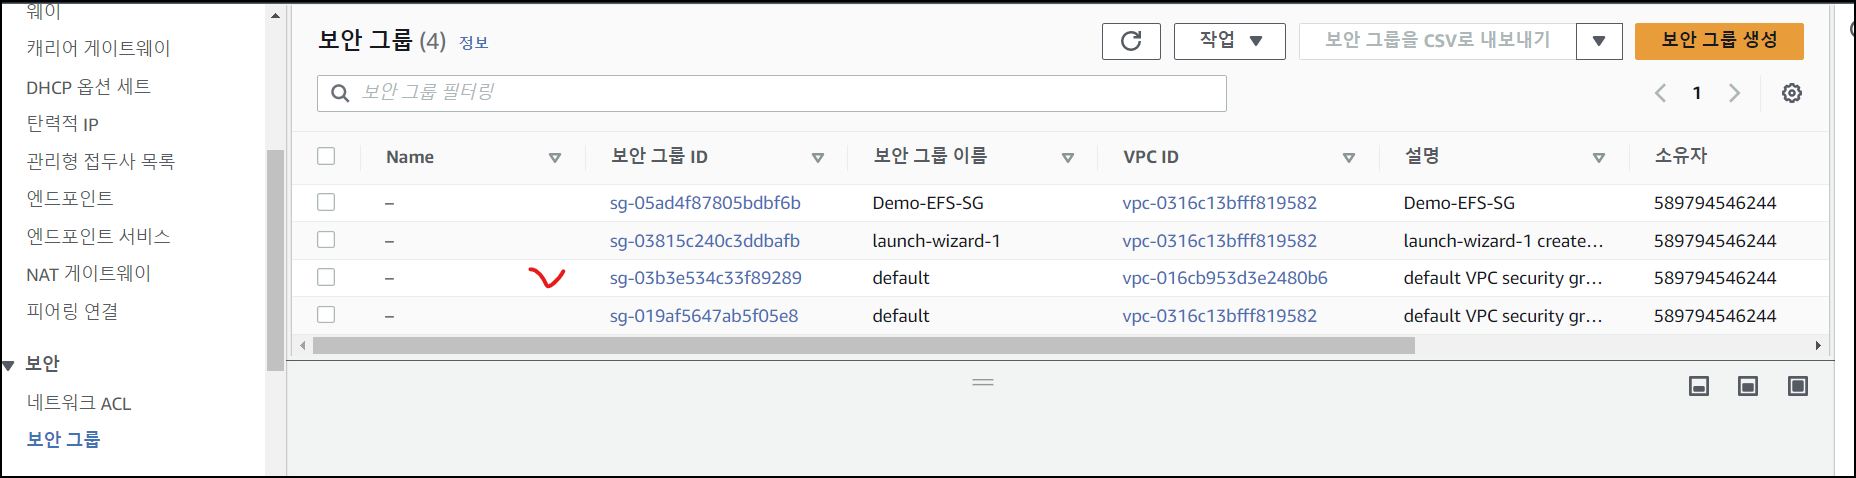 웨이
캐리어 게이트웨이
DHCP 옵션 세트
탄력적 IP
관리형 접두사 목록
엔드포인트
엔드포인트 서비스
NAT 게이트웨이
피어링 연결
보안
네트워크 ACL
보안 그룹
보안 그룹 (4) 정보
작업
보안 그룹을 CSV로 내보내기
보안 그룹 생성
보안 그룹 필터링
1
Name 보안 그룹 ID 보안 그룹 이름 VPC ID 설명 소유자
– sg-05ad4f87805bdbf6b Demo-EFS-SG vpc-0316c13bfff819582 Demo-EFS-SG 589794546244
– sg-03815c240c3ddbafb launch-wizard-1 vpc-0316c13bfff819582 launch-wizard-1 create... 589794546244
– sg-03b3e534c33f89289 default vpc-016cb953d3e2480b6 default VPC security gr... 589794546244
– sg-019af5647ab5f05e8 default vpc-0316c13bfff819582 default VPC security gr... 589794546244